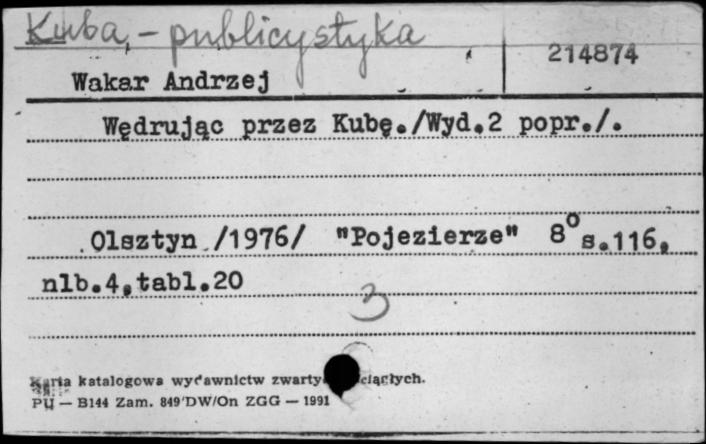 Kuba, - publicystyka
214874
Wakar Andrzej
Wędrując przez Kubę./Wyd.2 popr./.
Olsztyn /1976/ "Pojezierze" 8° s.116,
nlb.4, tabl.20
3
Karta katalogowa wydawnictw ciągłych.
PU — B144 Zam. 849/DW/On ZGG — 1991